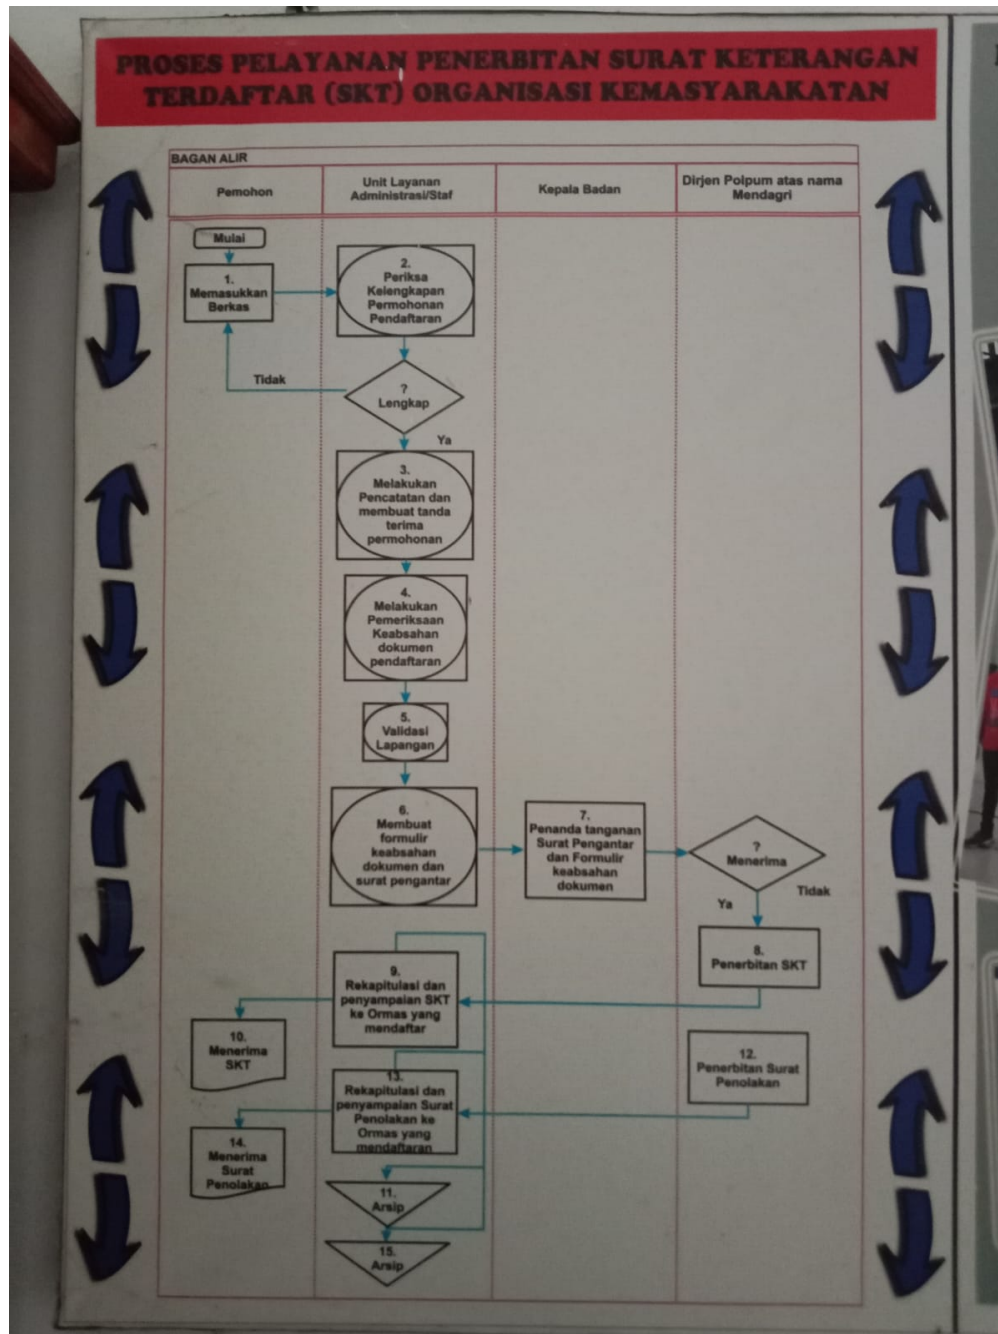 PROSES PELAYANAN PENERBITAN SURAT KETERANGAN
TERDAFTAR (SKT) ORGANISASI KEMASYARAKATAN
BAGAN ALIR
Pemohon
Unit Layanan
Administrasi/Staf
Kepala Badan
Dirjen Polpum atas nama
Mendagri
Mulai
1.
Memasukkan
Berkas
2.
Periksa
Kelengkapan
Permohonan
Pendaftaran
Tidak
?
Lengkap
Ya
3.
Melakukan
Pencatatan dan
membuat tanda
terima
permohonan
4.
Melakukan
Pemeriksaan
Keabsahan
dokumen
pendaftaran
5.
Validasi
Lapangan
6.
Membuat
formulir
keabsahan
dokumen dan
surat pengantar
7.
Penanda tanganan
Surat Pengantar
dan Formulir
keabsahan
dokumen
?
Menerima
Tidak
Ya
8.
Penerbitan SKT
9.
Rekapitulasi dan
penyampaian SKT
ke Ormas yang
mendaftar
10.
Menerima
SKT
12.
Penerbitan Surat
Penolakan
13.
Rekapitulasi dan
penyampaian Surat
Penolakan ke
Ormas yang
mendaftaran
14.
Menerima
Surat
Penolakan
11.
Arsip
15.
Arsip